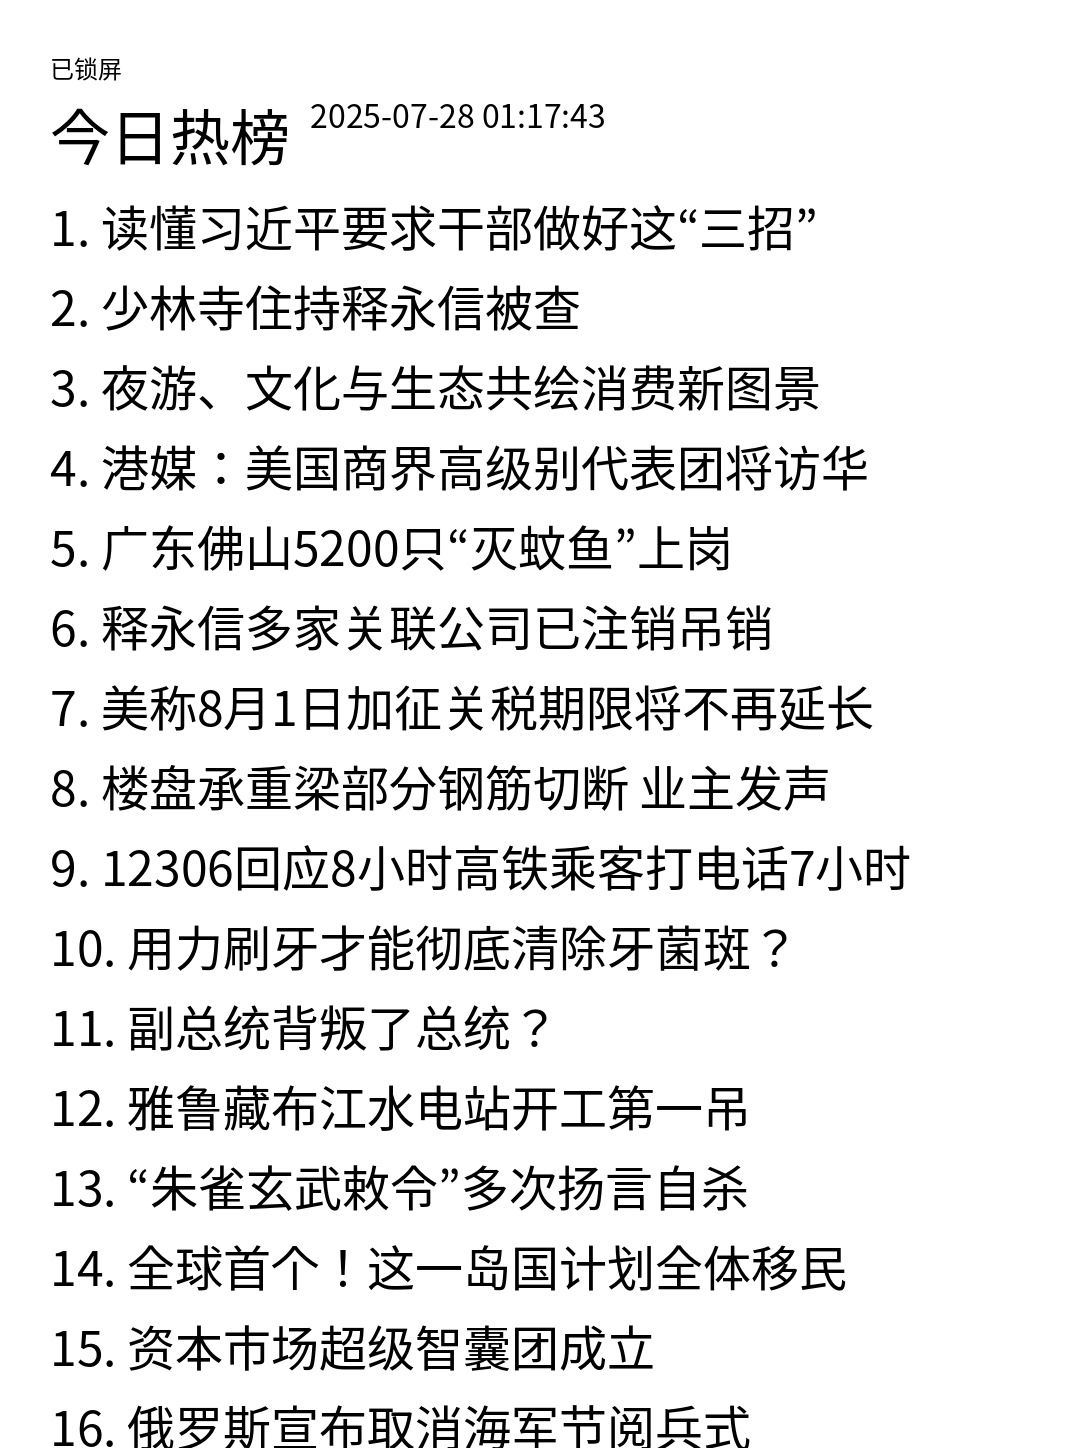 已锁屏
今日热榜 2025-07-28 01:17:43
1. 读懂习近平要求干部做好这“三招”
2. 少林寺住持释永信被查
3. 夜游、文化与生态共绘消费新图景
4. 港媒：美国商界高级别代表团将访华
5. 广东佛山5200只“灭蚊鱼”上岗
6. 释永信多家关联公司已注销吊销
7. 美称8月1日加征关税期限将不再延长
8. 楼盘承重梁部分钢筋切断 业主发声
9. 12306回应8小时高铁乘客打电话7小时
10. 用力刷牙才能彻底清除牙菌斑？
11. 副总统背叛了总统？
12. 雅鲁藏布江水电站开工第一吊
13. “朱雀玄武敕令”多次扬言自杀
14. 全球首个！这一岛国计划全体移民
15. 资本市场超级智囊团成立
16. 俄罗斯宣布取消海军节阅兵式